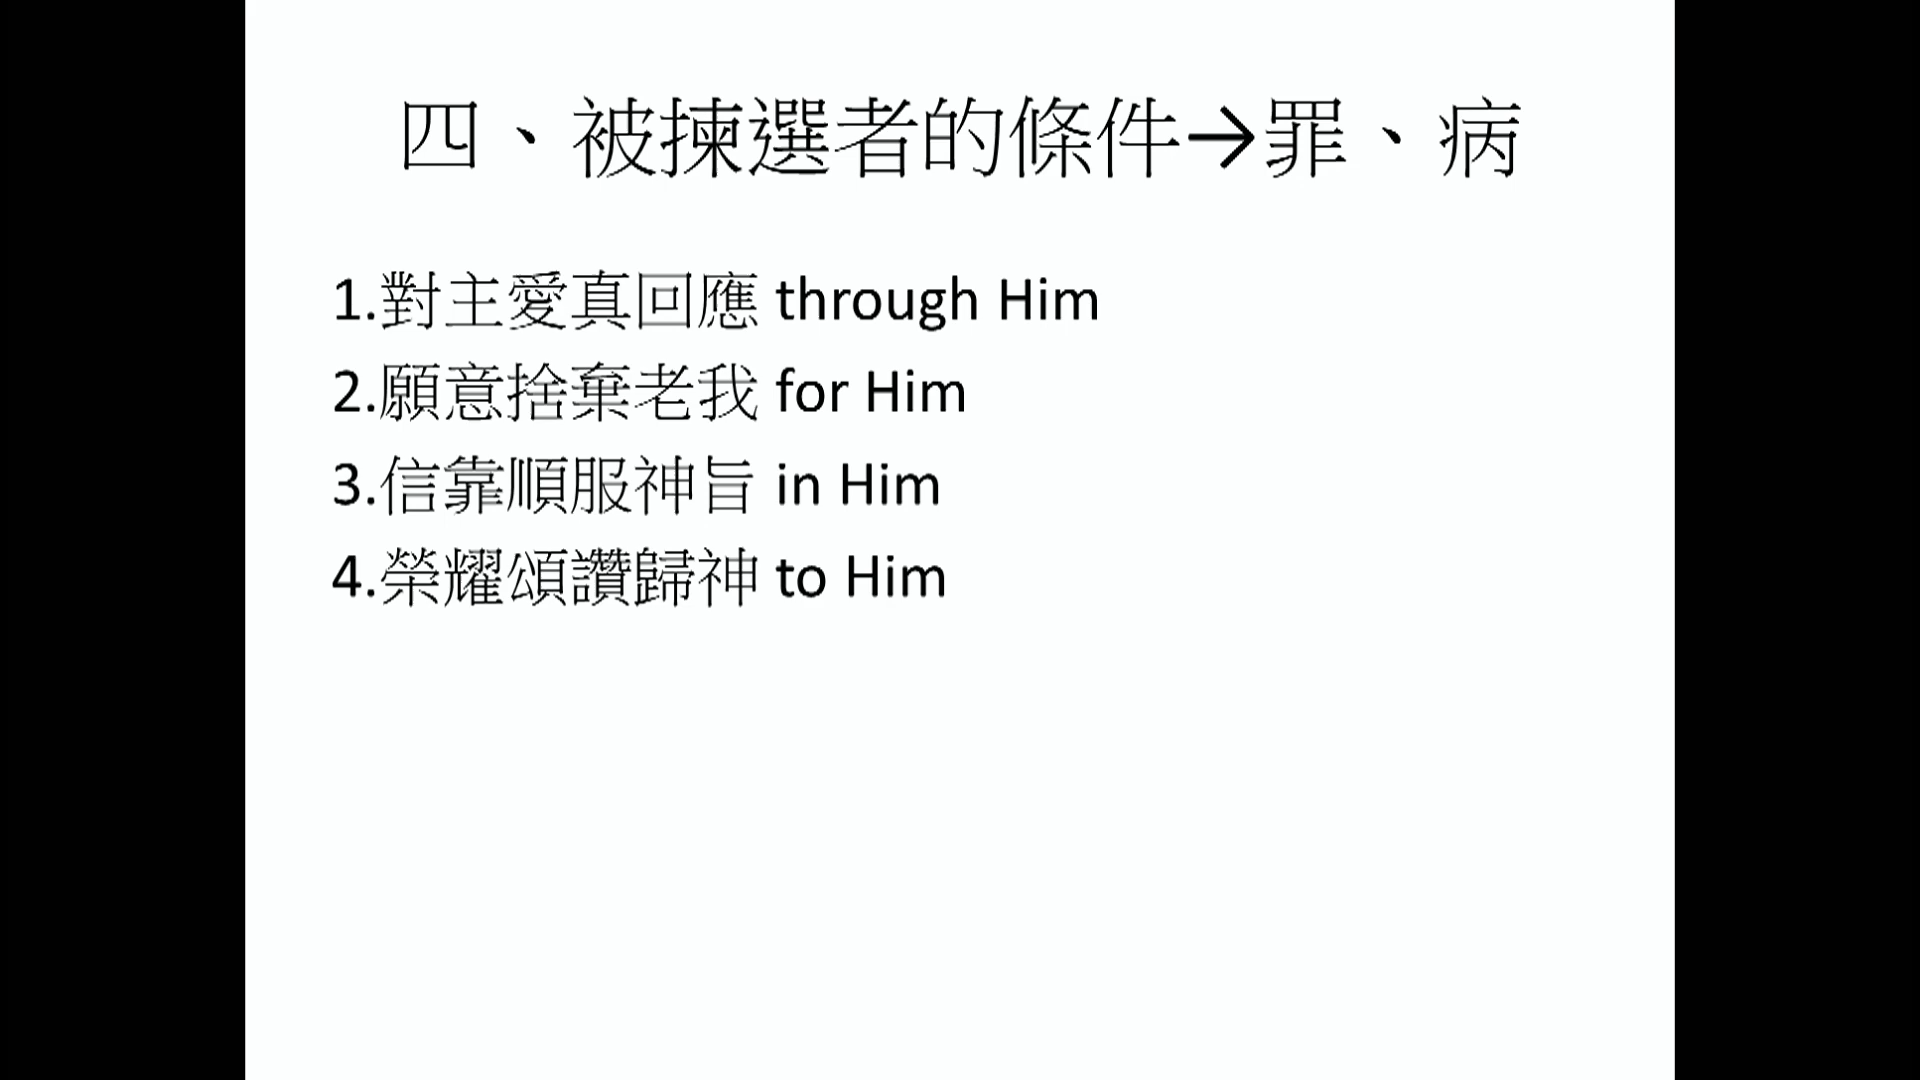 四、被揀選者的條件→罪、病
1.對主愛真回應 through Him
2.願意捨棄老我 for Him
3.信靠順服神旨 in Him
4.榮耀頌讚歸神 to Him